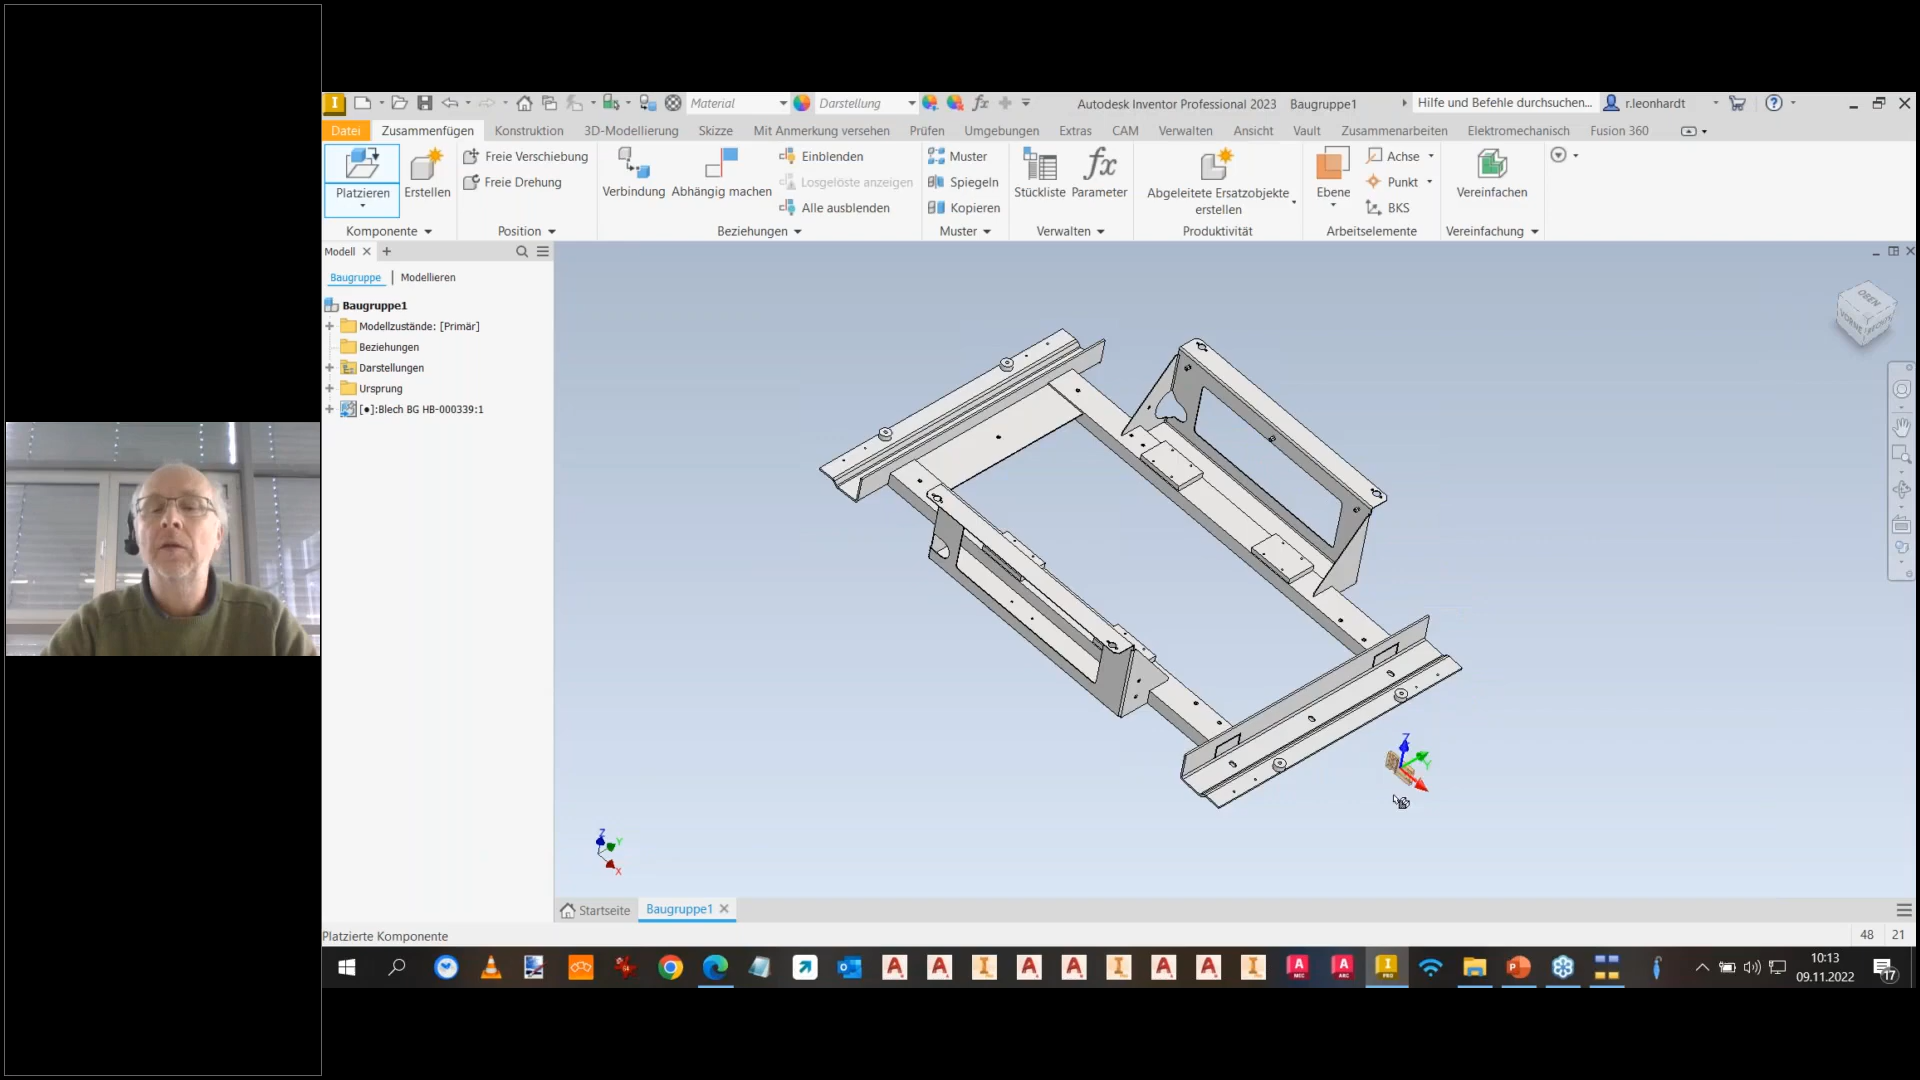 Material
Darstellung
Autodesk Inventor Professional 2023 Baugruppe1
Hilfe und Befehle durchsuchen...
r.leonhardt
Datei Zusammenfügen Konstruktion 3D-Modellierung Skizze Mit Anmerkung versehen Prüfen Umgebungen Extras CAM Verwalten Ansicht Vault Zusammenarbeiten Elektromechanisch Fusion 360
Platzieren
Erstellen
Freie Verschiebung
Freie Drehung
Verbindung
Abhängig machen
Einblenden
Losgelöste anzeigen
Alle ausblenden
Muster
Spiegeln
Kopieren
Stückliste
Parameter
Abgeleitete Ersatzobjekte
erstellen
Ebene
Achse
Punkt
BKS
Vereinfachen
Komponente Position Beziehungen Muster Verwalten Produktivität Arbeitselemente Vereinfachung
Modell
Baugruppe | Modellieren
Baugruppe1
Modellzustände: [Primär]
Beziehungen
Darstellungen
Ursprung
[●]:Blech BG HB-000339:1
OBEN
VORNE
RECHTS
Z
Y
Z
Y
X
Startseite
Baugruppe1
Platzierte Komponente
48 21
10:13
09.11.2022
17